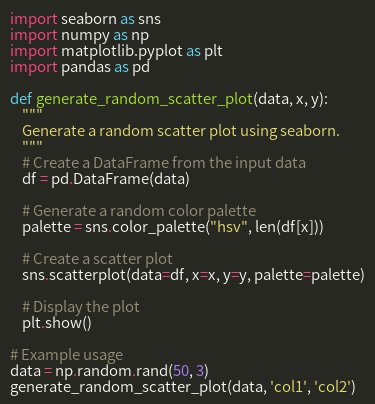 import seaborn as sns
import numpy as np
import matplotlib.pyplot as plt
import pandas as pd

def generate_random_scatter_plot(data, x, y):
    """
    Generate a random scatter plot using seaborn.
    """
    # Create a DataFrame from the input data
    df = pd.DataFrame(data)

    # Generate a random color palette
    palette = sns.color_palette("hsv", len(df[x]))

    # Create a scatter plot
    sns.scatterplot(data=df, x=x, y=y, palette=palette)

    # Display the plot
    plt.show()

# Example usage
data = np.random.rand(50, 3)
generate_random_scatter_plot(data, 'col1', 'col2')